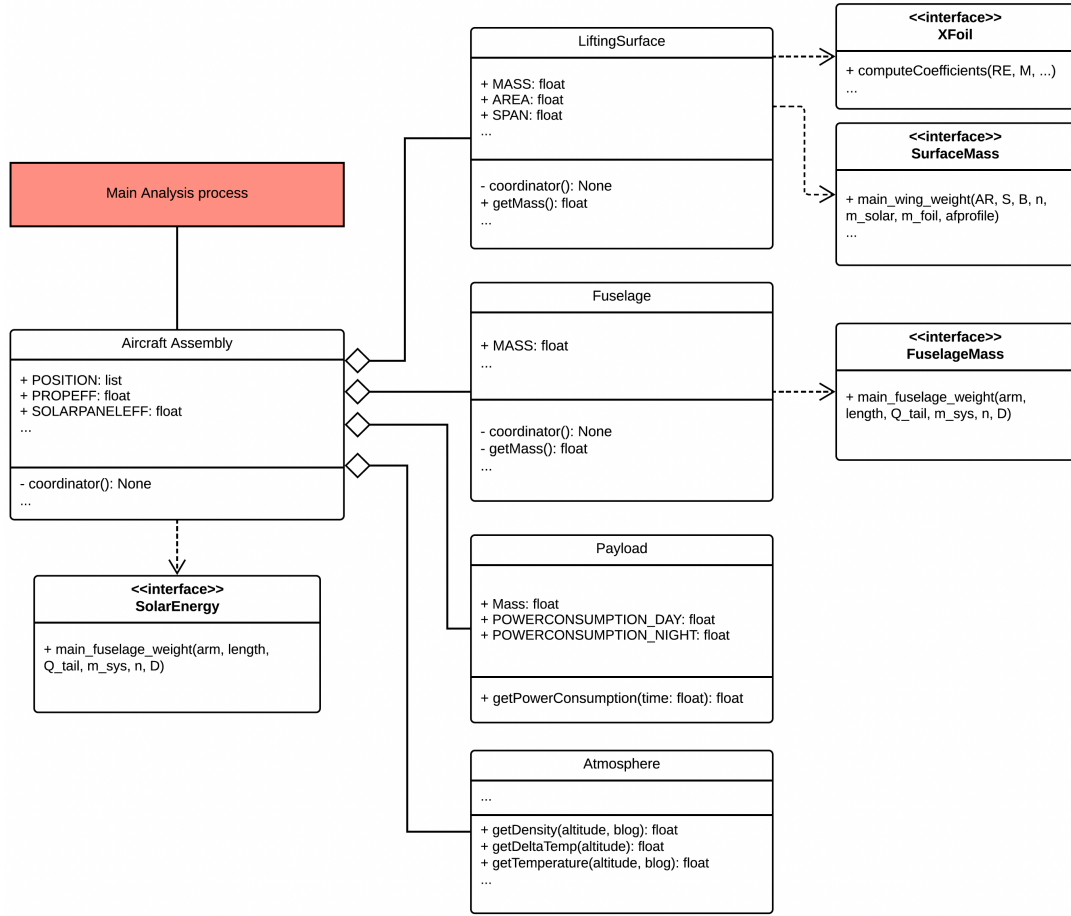 LiftingSurface
+ MASS: float
+ AREA: float
+ SPAN: float
...
- coordinator(): None
+ getMass(): float
...
<<interface>>
XFoil
+ computeCoefficients(RE, M, ...)
...
<<interface>>
SurfaceMass
+ main_wing_weight(AR, S, B, n,
m_solar, m_foil, afprofile)
...
Main Analysis process
Aircraft Assembly
+ POSITION: list
+ PROPEFF: float
+ SOLARPANELEFF: float
...
- coordinator(): None
...
Fuselage
+ MASS: float
...
- coordinator(): None
- getMass(): float
...
<<interface>>
FuselageMass
+ main_fuselage_weight(arm,
length, Q_tail, m_sys, n, D)
<<interface>>
SolarEnergy
+ main_fuselage_weight(arm, length,
Q_tail, m_sys, n, D)
Payload
+ Mass: float
+ POWERCONSUMPTION_DAY: float
+ POWERCONSUMPTION_NIGHT: float
+ getPowerConsumption(time: float): float
Atmosphere
...
+ getDensity(altitude, blog): float
+ getDeltaTemp(altitude): float
+ getTemperature(altitude, blog): float
...